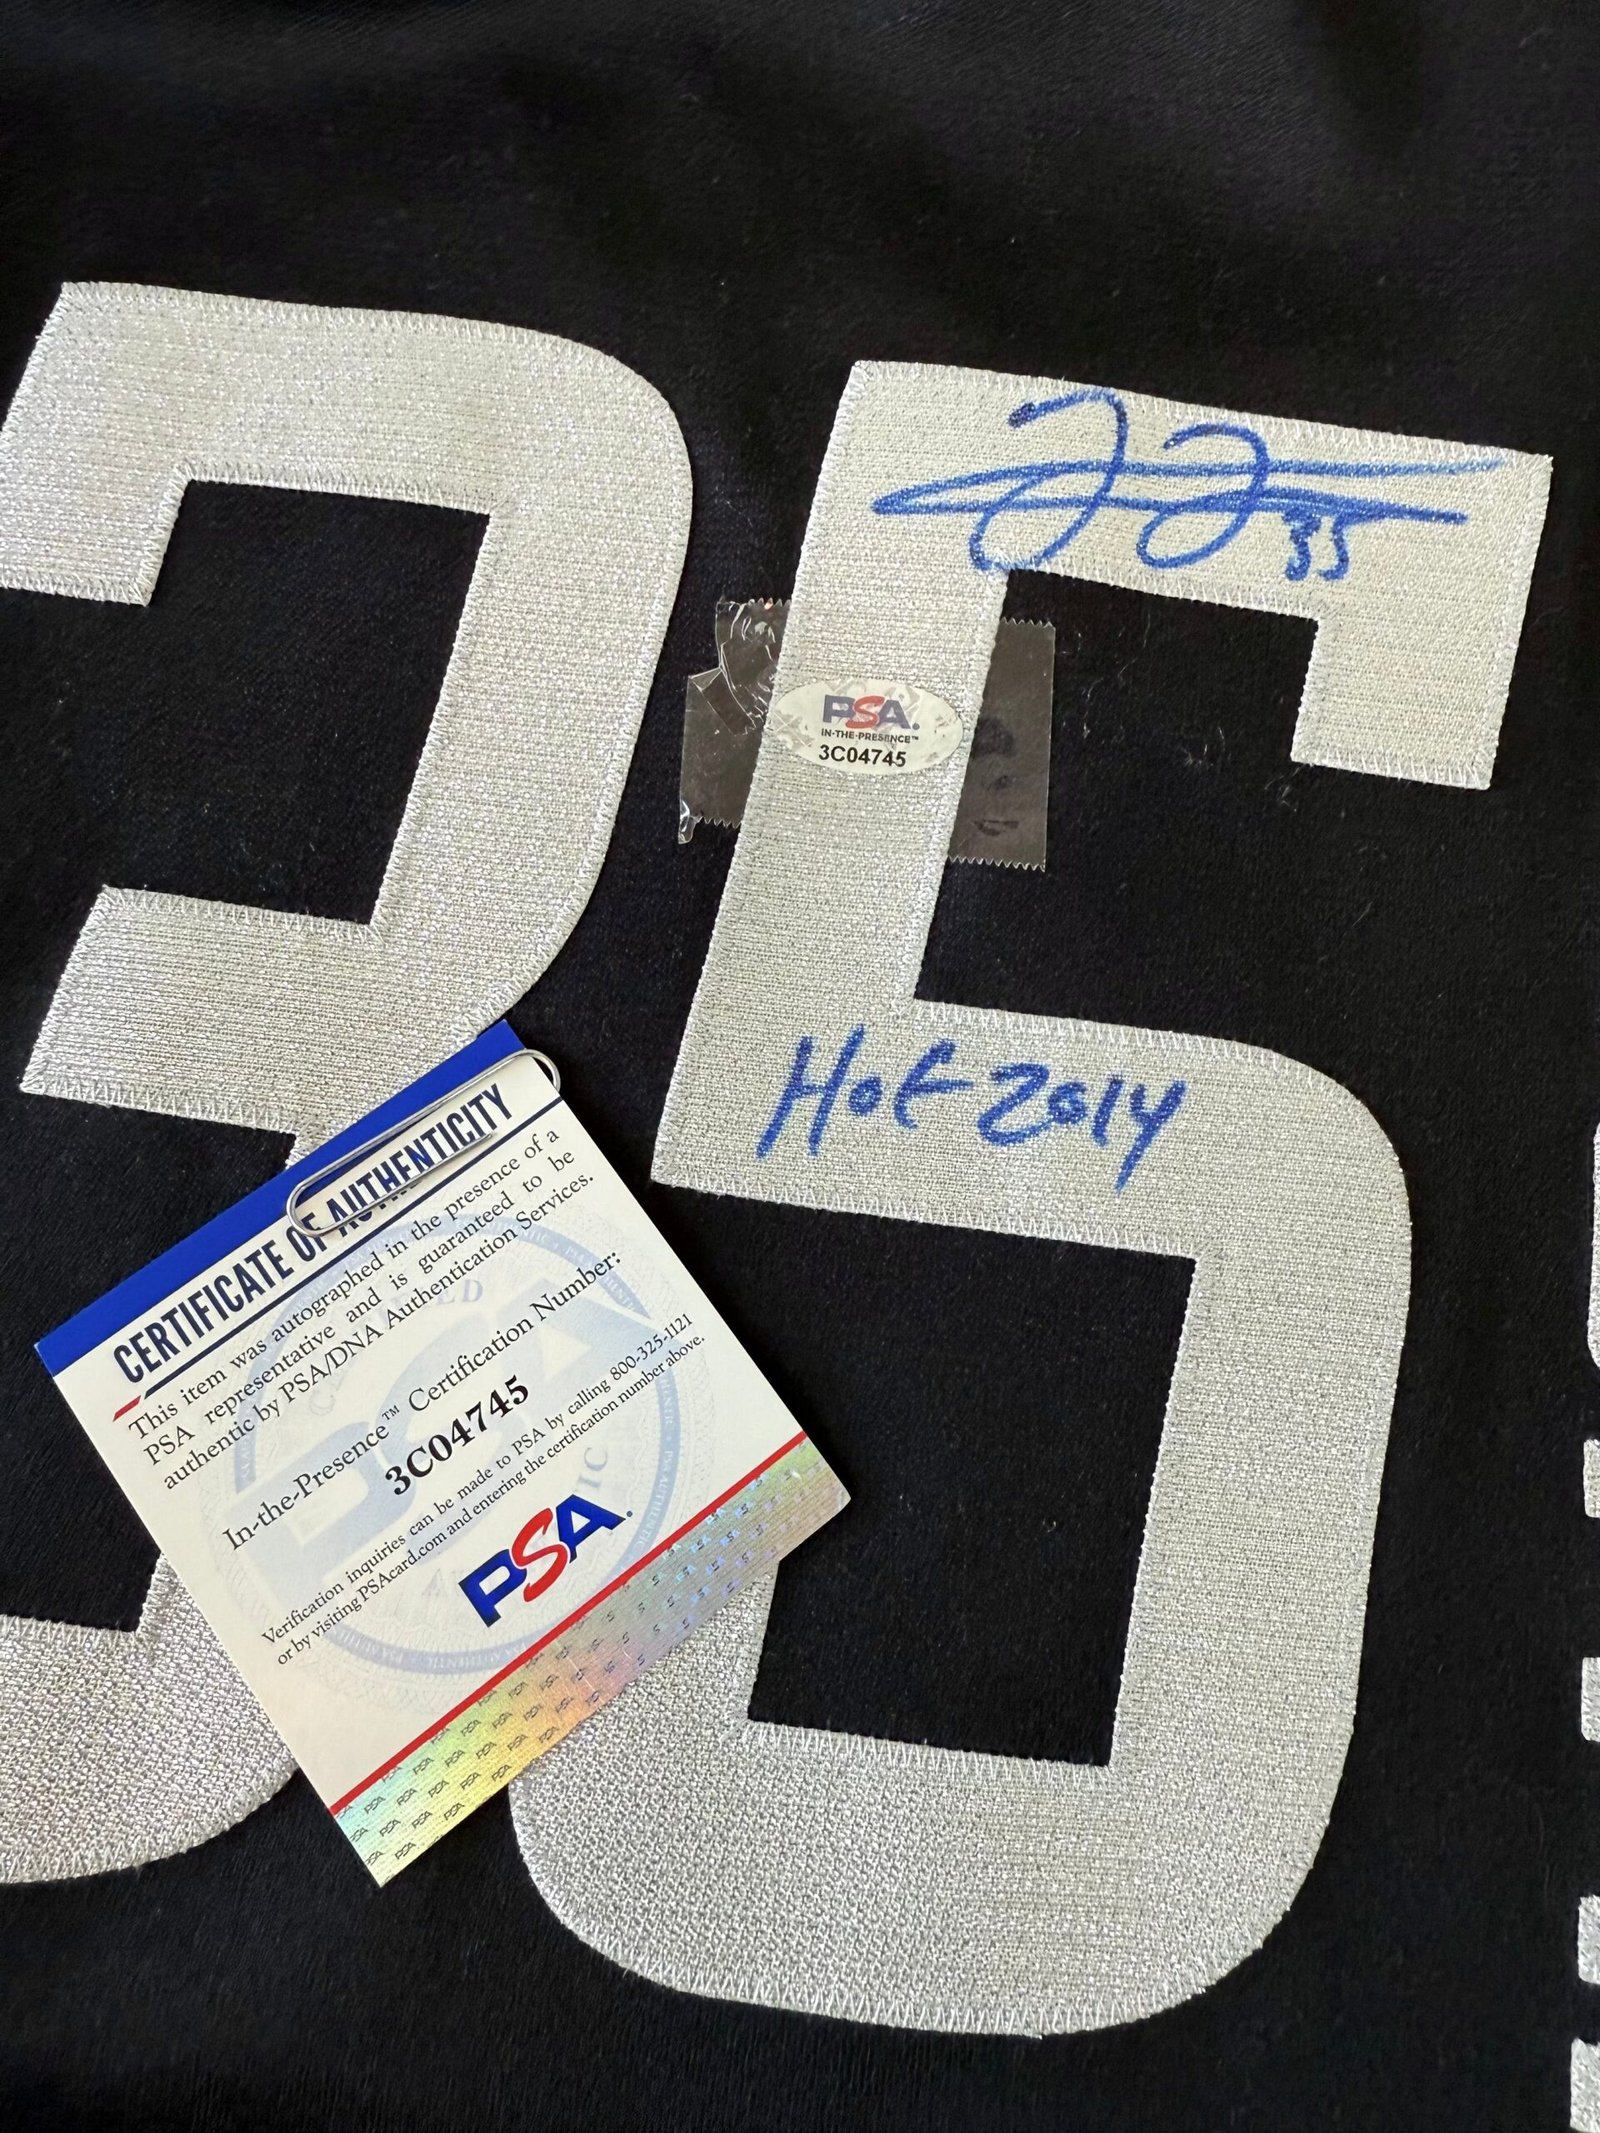 35
35
PSA.
IN-THE-PRESENCE™
3C04745
HoF 2014
CERTIFICATE OF AUTHENTICITY
This item was autographed in the presence of a
PSA representative and is guaranteed to be
authentic by PSA/DNA Authentication Services.
In-the-Presence™ Certification Number:
3C04745
Verification inquiries can be made to PSA by calling 800-325-1121
or by visiting PSAcard.com and entering the certification number above.
PSA.